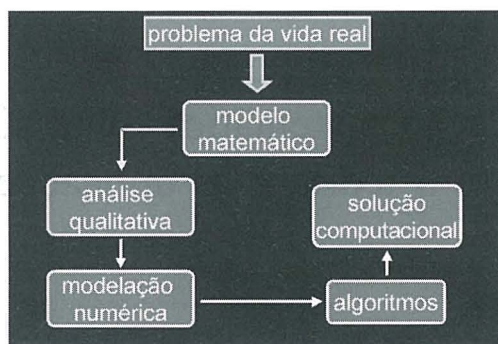 problema da vida real
modelo
matemático
análise
qualitativa
modelação
numérica
algoritmos
solução
computacional